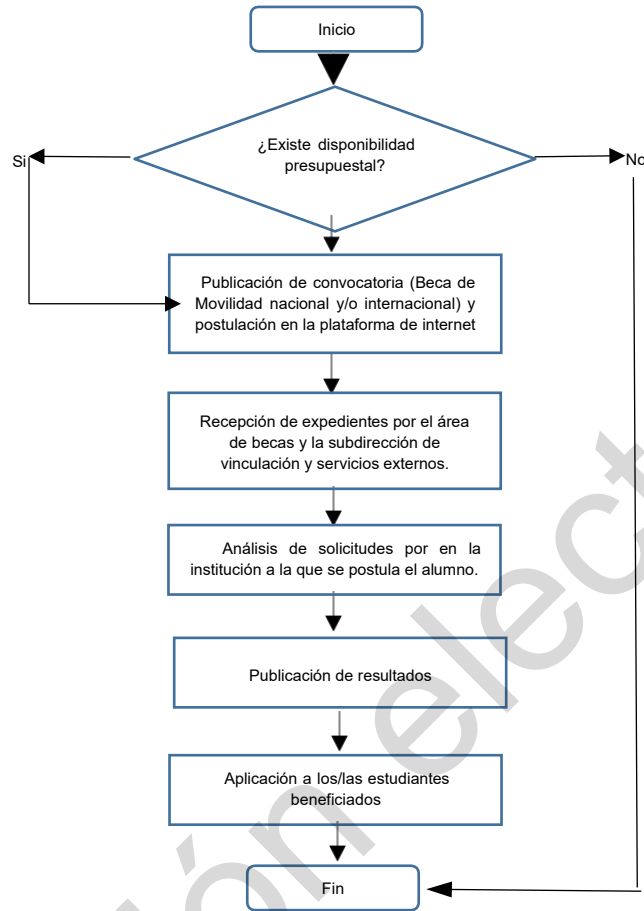 Inicio
¿Existe disponibilidad
presupuestal?
Si
No
Publicación de convocatoria (Beca de
Movilidad nacional y/o internacional) y
postulación en la plataforma de internet
Recepción de expedientes por el área
de becas y la subdirección de
vinculación y servicios externos.
Análisis de solicitudes por en la
institución a la que se postula el alumno.
Publicación de resultados
Aplicación a los/las estudiantes
beneficiados
Fin
ión elect